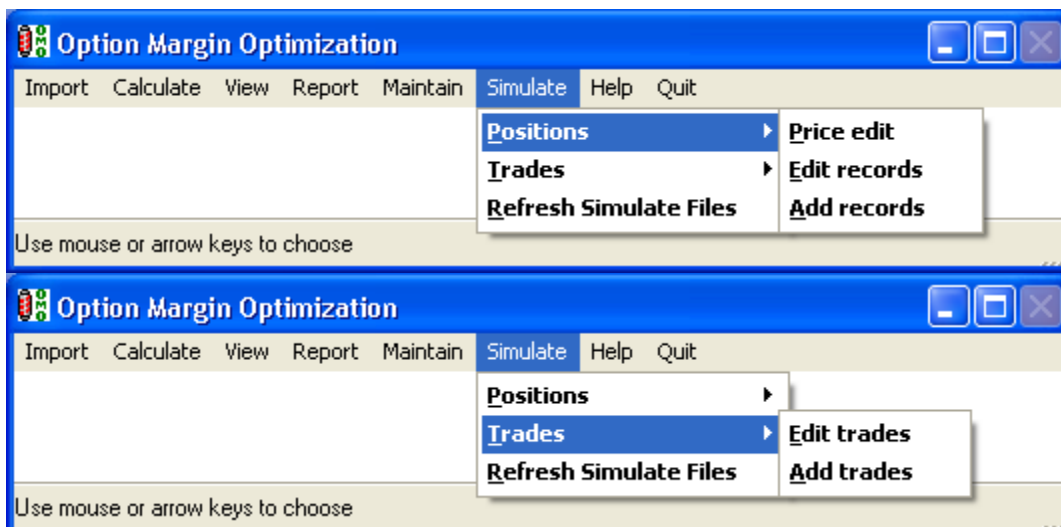 Option Margin Optimization
Import Calculate View Report Maintain Simulate Help Quit
Positions Price edit
Trades Edit records
Refresh Simulate Files Add records
Use mouse or arrow keys to choose
Option Margin Optimization
Import Calculate View Report Maintain Simulate Help Quit
Positions
Trades Edit trades
Refresh Simulate Files Add trades
Use mouse or arrow keys to choose